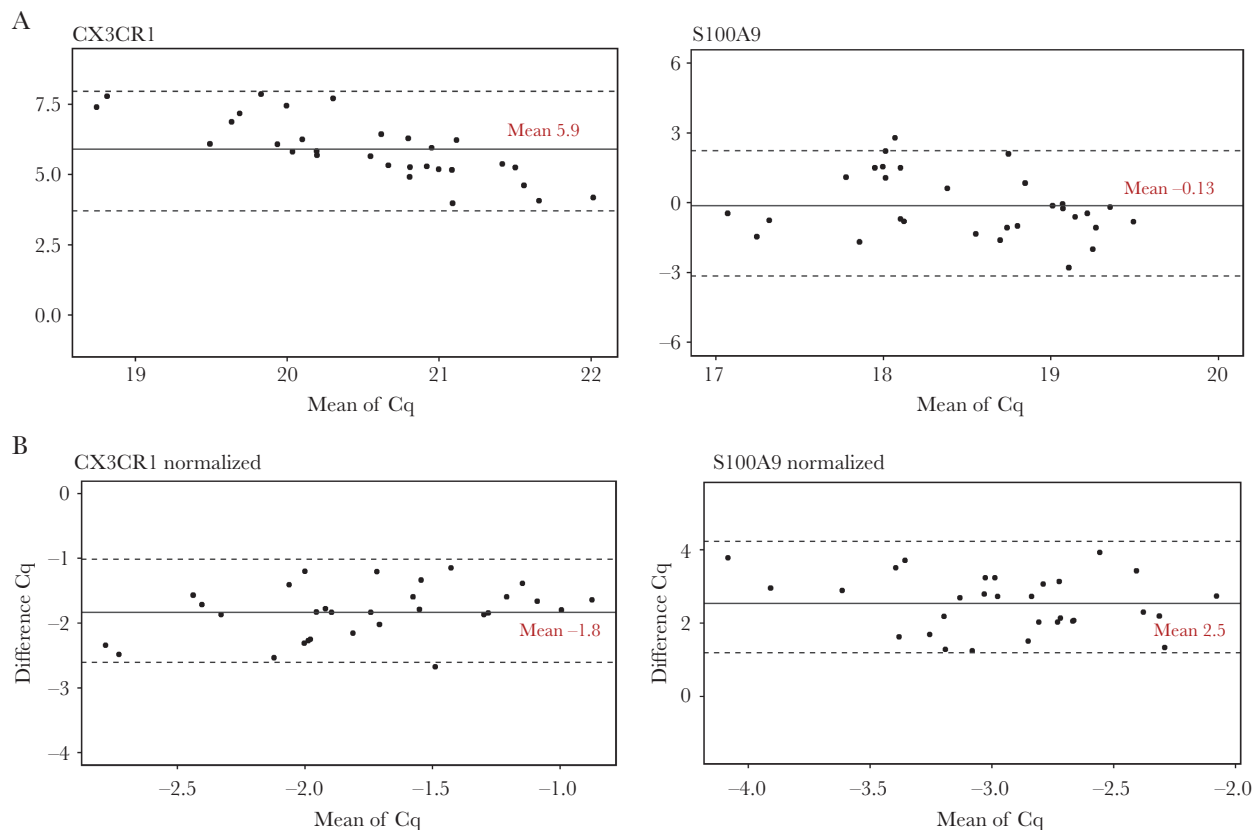 A
CX3CR1
7.5
5.0
2.5
0.0
Mean 5.9
19 20 21 22
Mean of Cq
S100A9
6
3
0
–3
–6
Mean –0.13
17 18 19 20
Mean of Cq
B
CX3CR1 normalized
Difference Cq
0
–1
–2
–3
–4
Mean –1.8
–2.5 –2.0 –1.5 –1.0
Mean of Cq
S100A9 normalized
Difference Cq
4
2
0
Mean 2.5
–4.0 –3.5 –3.0 –2.5 –2.0
Mean of Cq